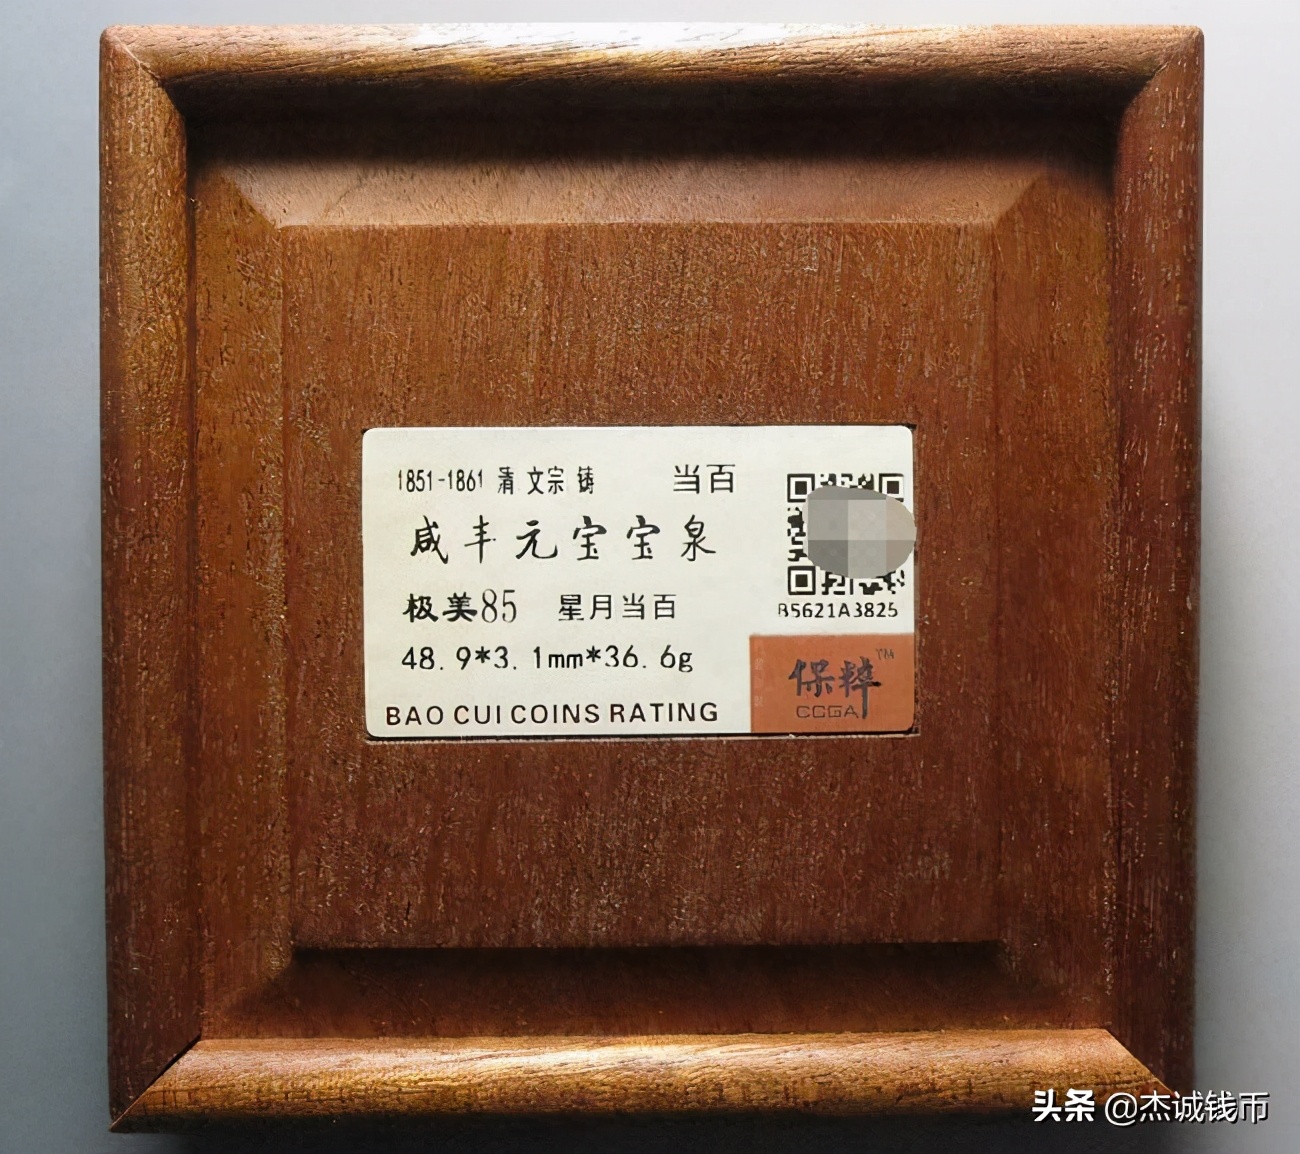 1851-1861 清 文宗 铸 当百
咸丰元宝宝泉
极美85 星月当百
48.9*3.1mm*36.6g
BAO CUI COINS RATING
B5621A3825
保粹™
CCGA
头条 @杰诚钱币